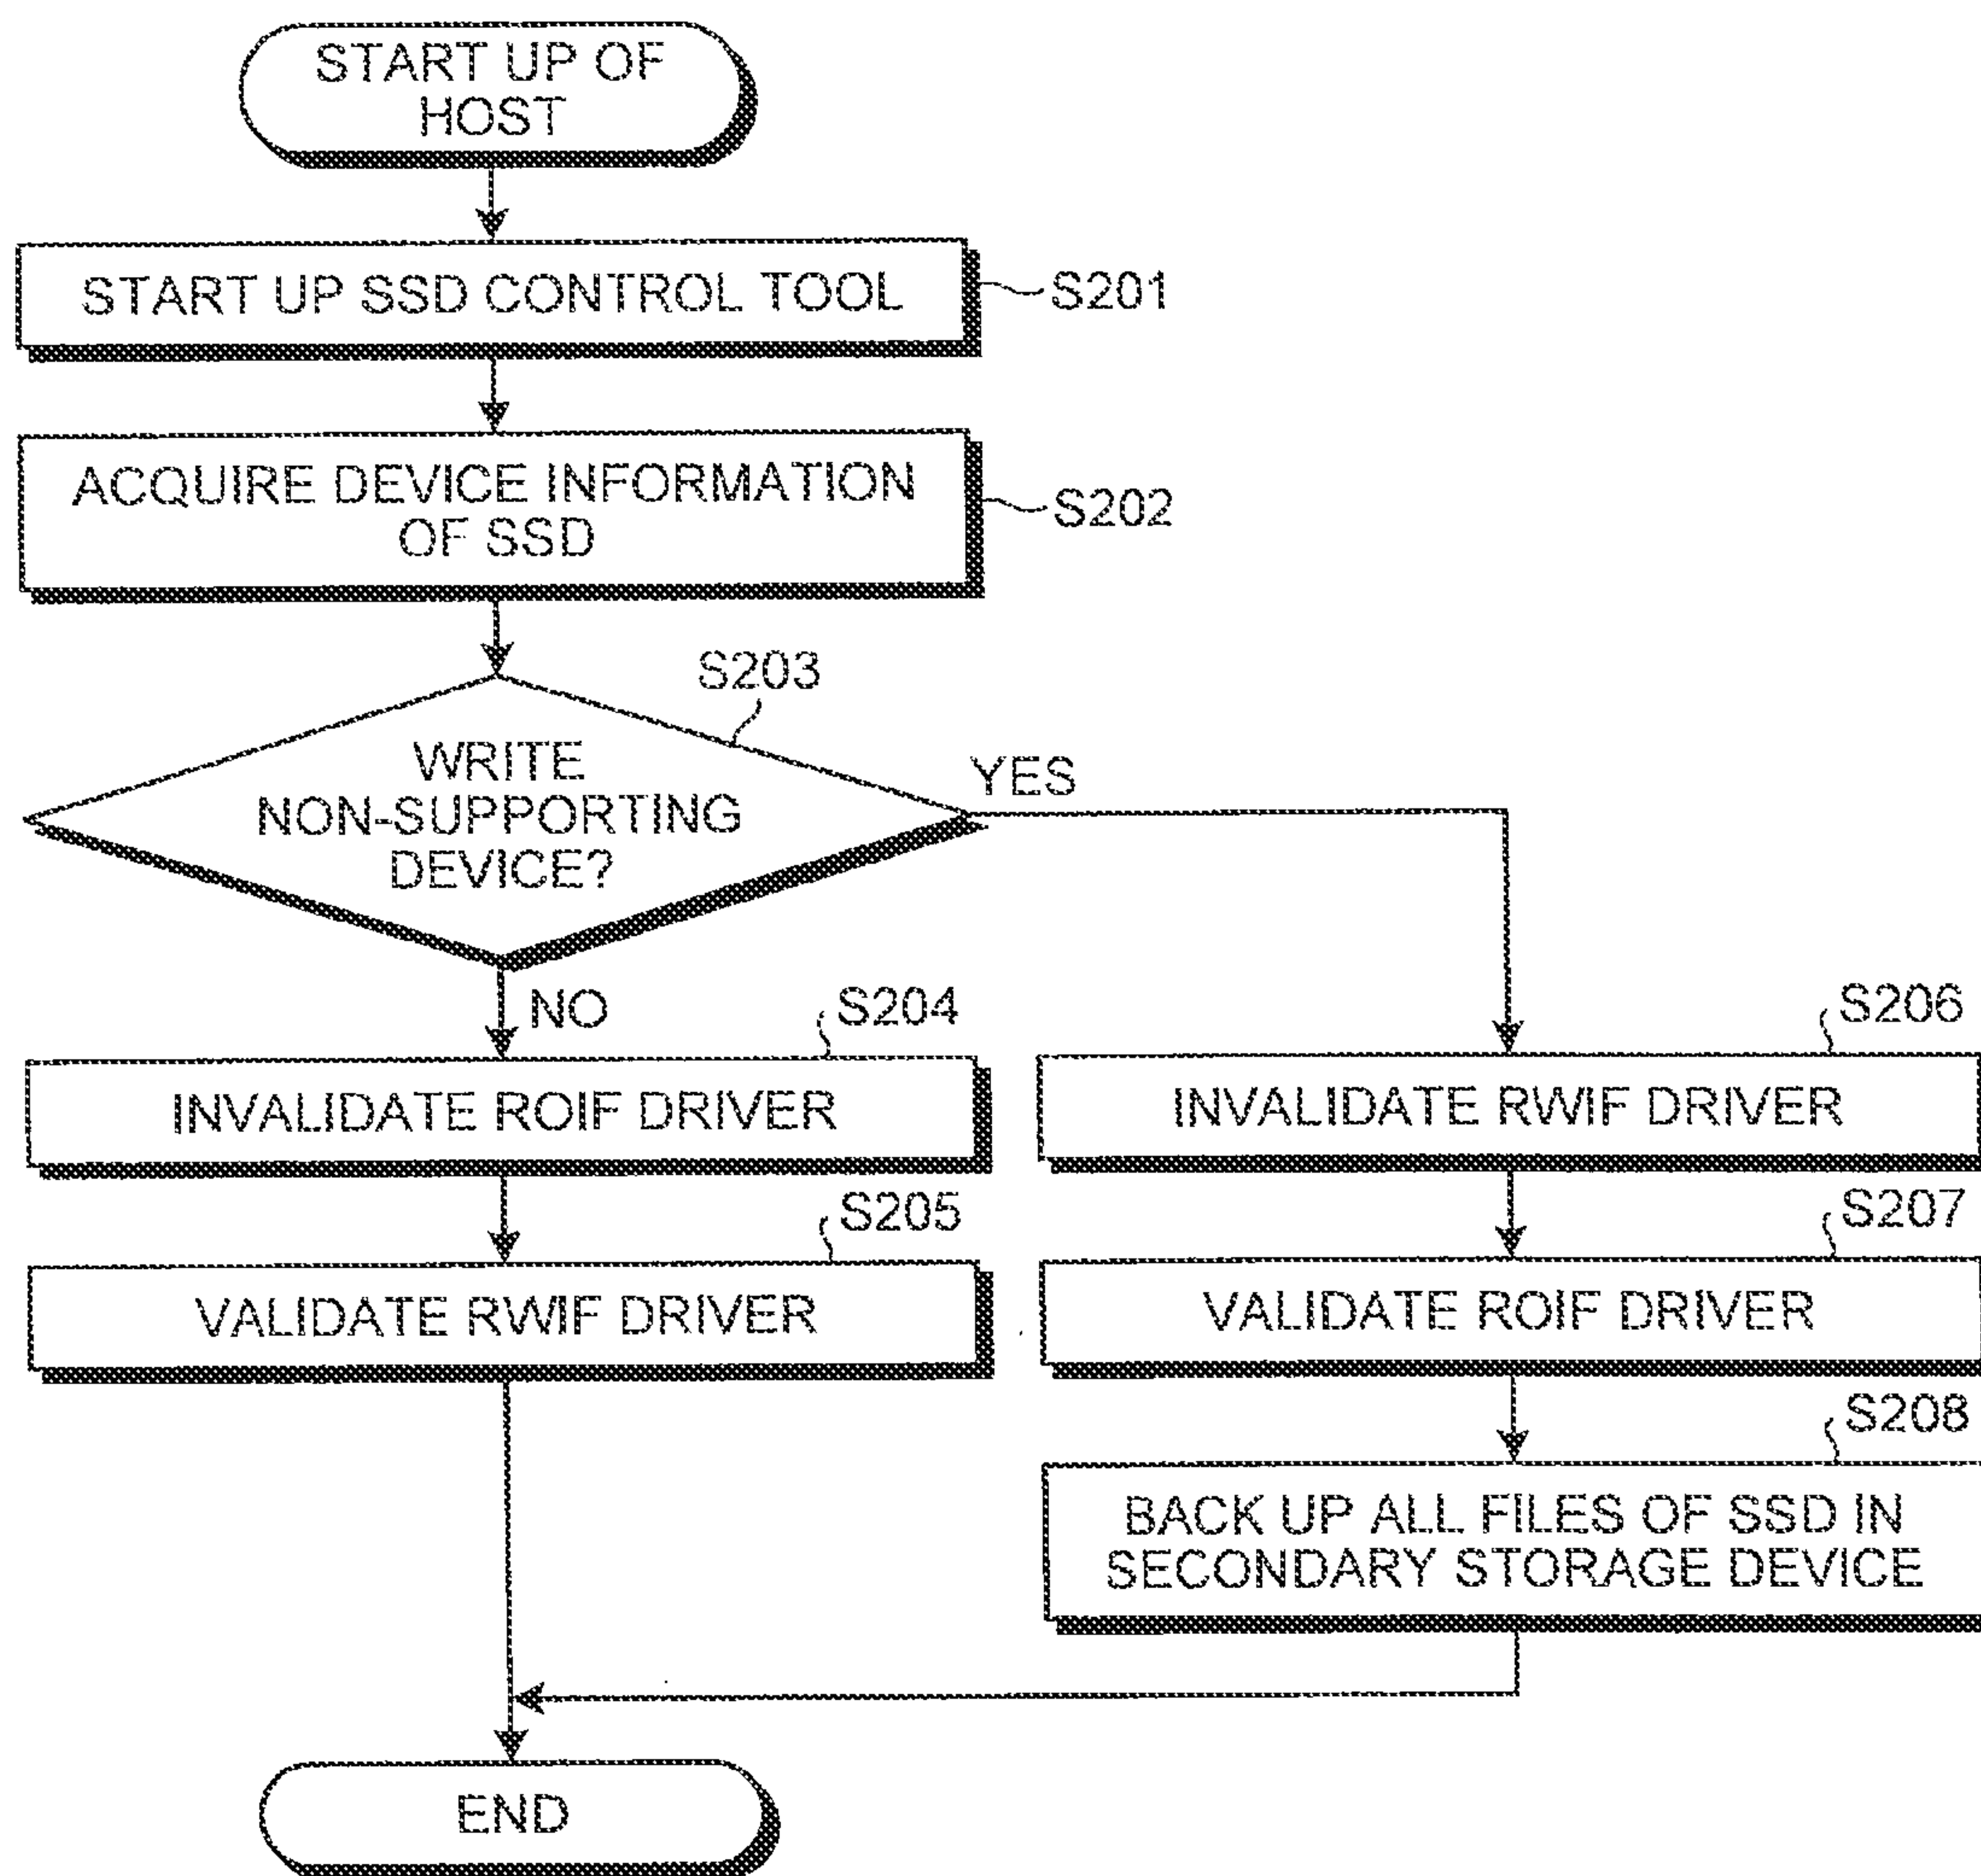 START UP OF
HOST
START UP SSD CONTROL TOOL
S201
ACQUIRE DEVICE INFORMATION
OF SSD
S202
S203
WRITE
NON-SUPPORTING
DEVICE?
YES
NO
S204
INVALIDATE ROIF DRIVER
S205
VALIDATE RWIF DRIVER
S206
INVALIDATE RWIF DRIVER
S207
VALIDATE ROIF DRIVER
S208
BACK UP ALL FILES OF SSD IN
SECONDARY STORAGE DEVICE
END